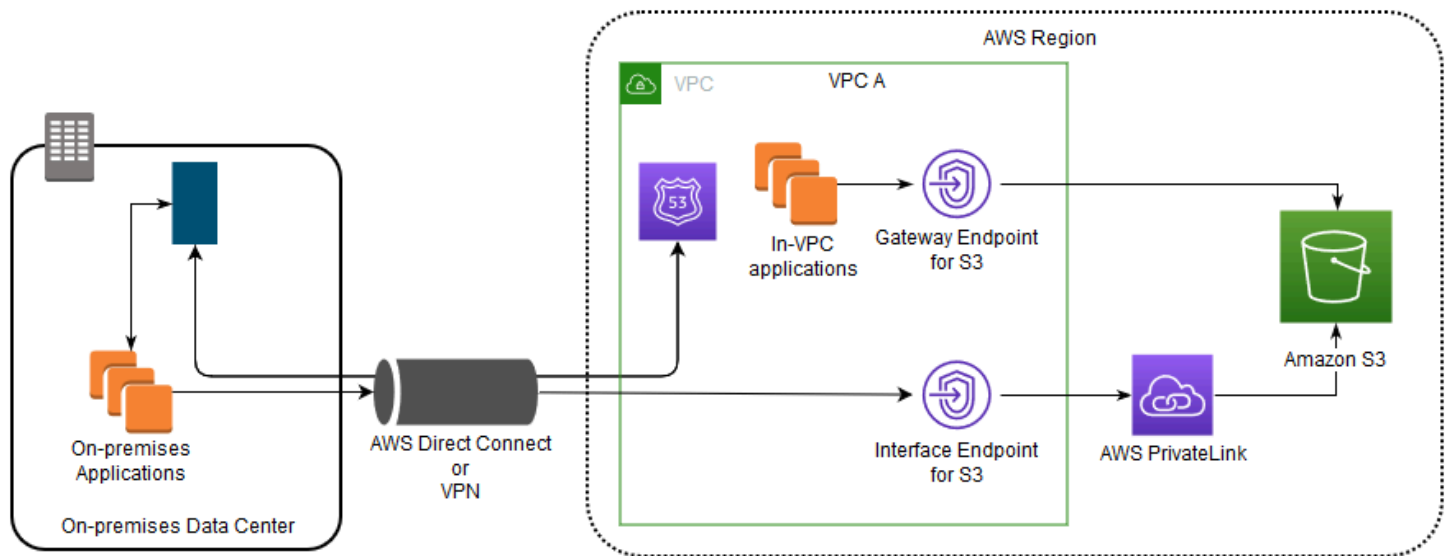 AWS Region
VPC
VPC A
53
In-VPC
applications
Gateway Endpoint
for S3
Amazon S3
On-premises
Applications
AWS Direct Connect
or
VPN
Interface Endpoint
for S3
AWS PrivateLink
On-premises Data Center